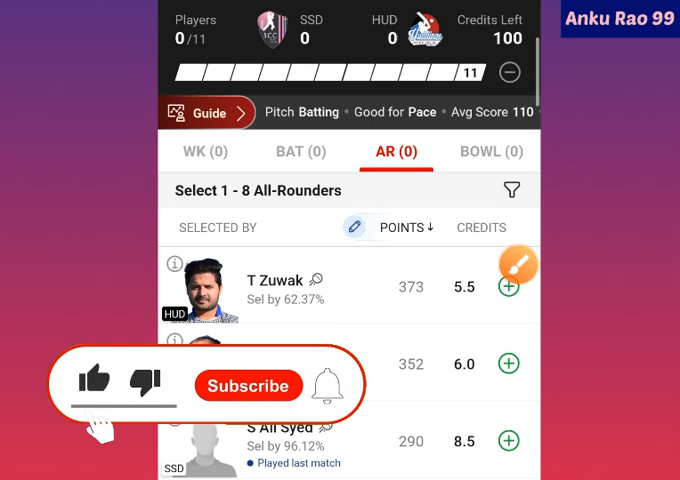 Anku Rao 99
Players SSD HUD Credits Left
0/11 0 0 100
SCC
11
Guide Pitch Batting • Good for Pace • Avg Score 110
WK (0) BAT (0) AR (0) BOWL (0)
Select 1 - 8 All-Rounders
SELECTED BY POINTS↓ CREDITS
T Zuwak
Sel by 62.37%
373 5.5
HUD
352 6.0
Subscribe
S Ali Syed
Sel by 96.12%
290 8.5
Played last match
SSD